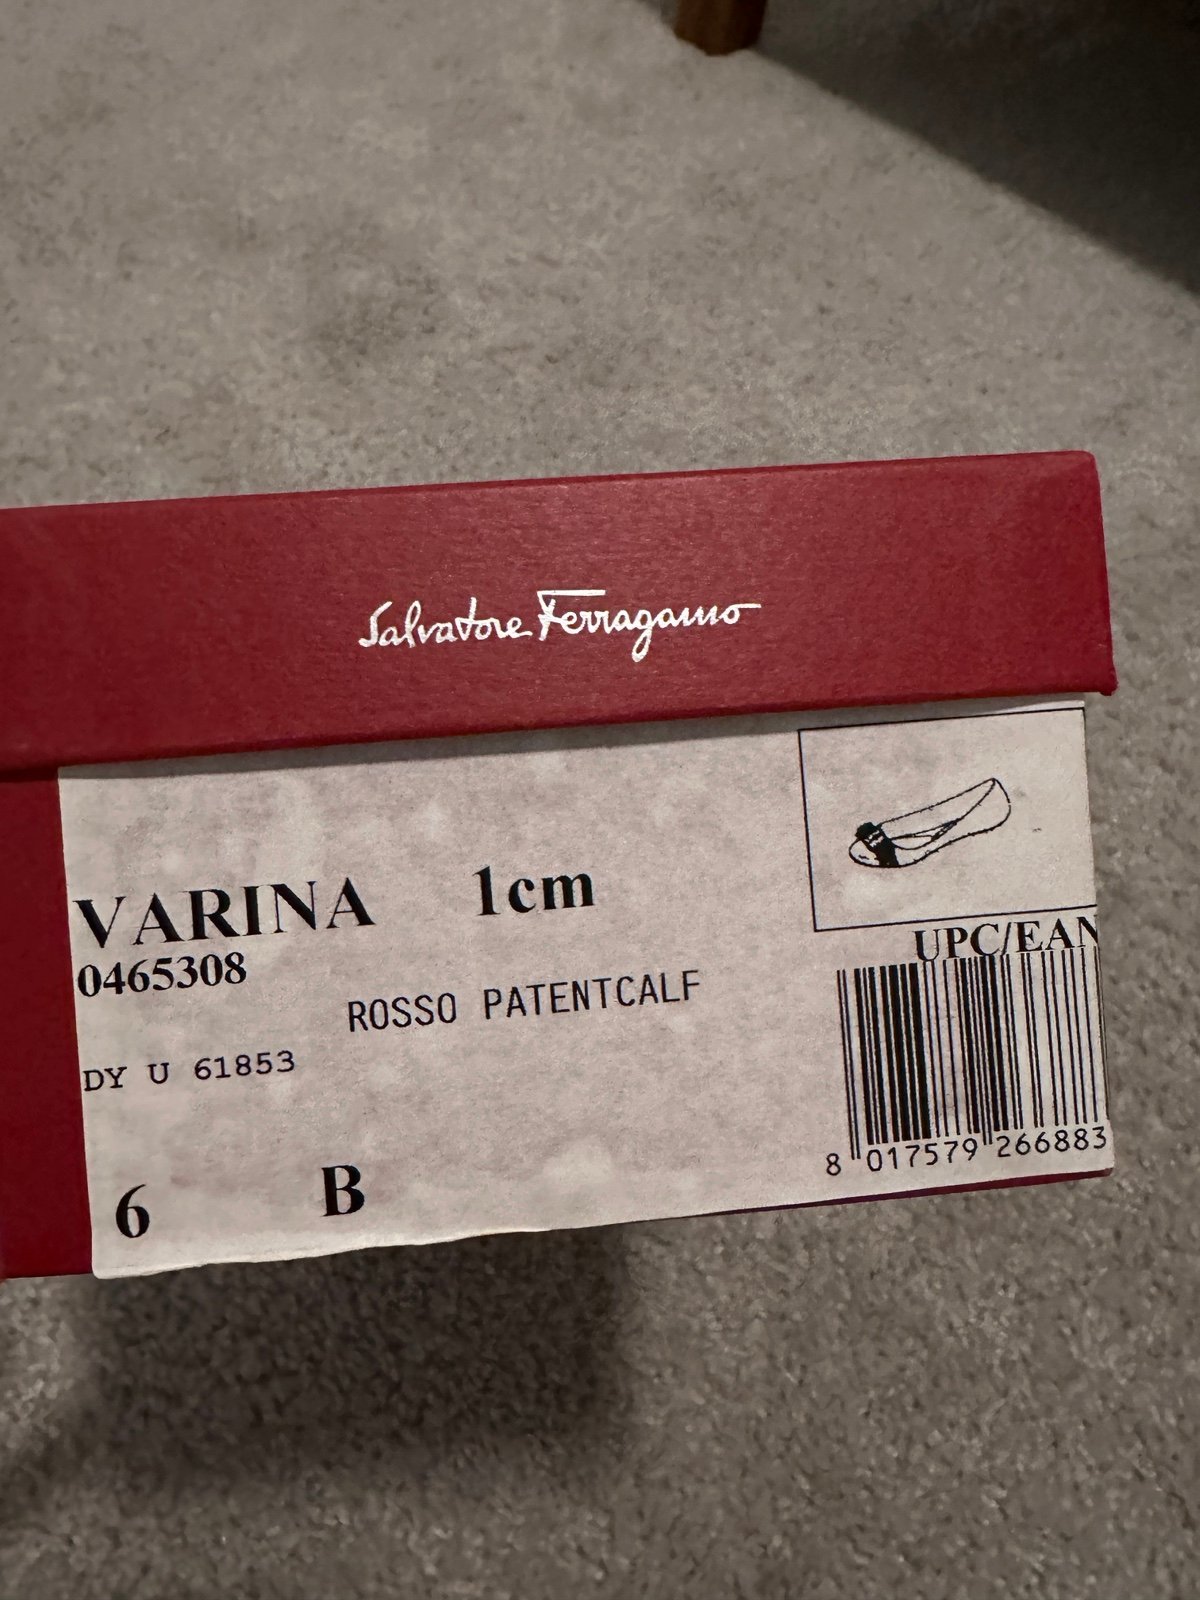 Salvatore Ferragamo
VARINA 1cm
0465308
ROSSO PATENTCALF
DY U 61853
6 B
UPC/EAN
8 017579 266883